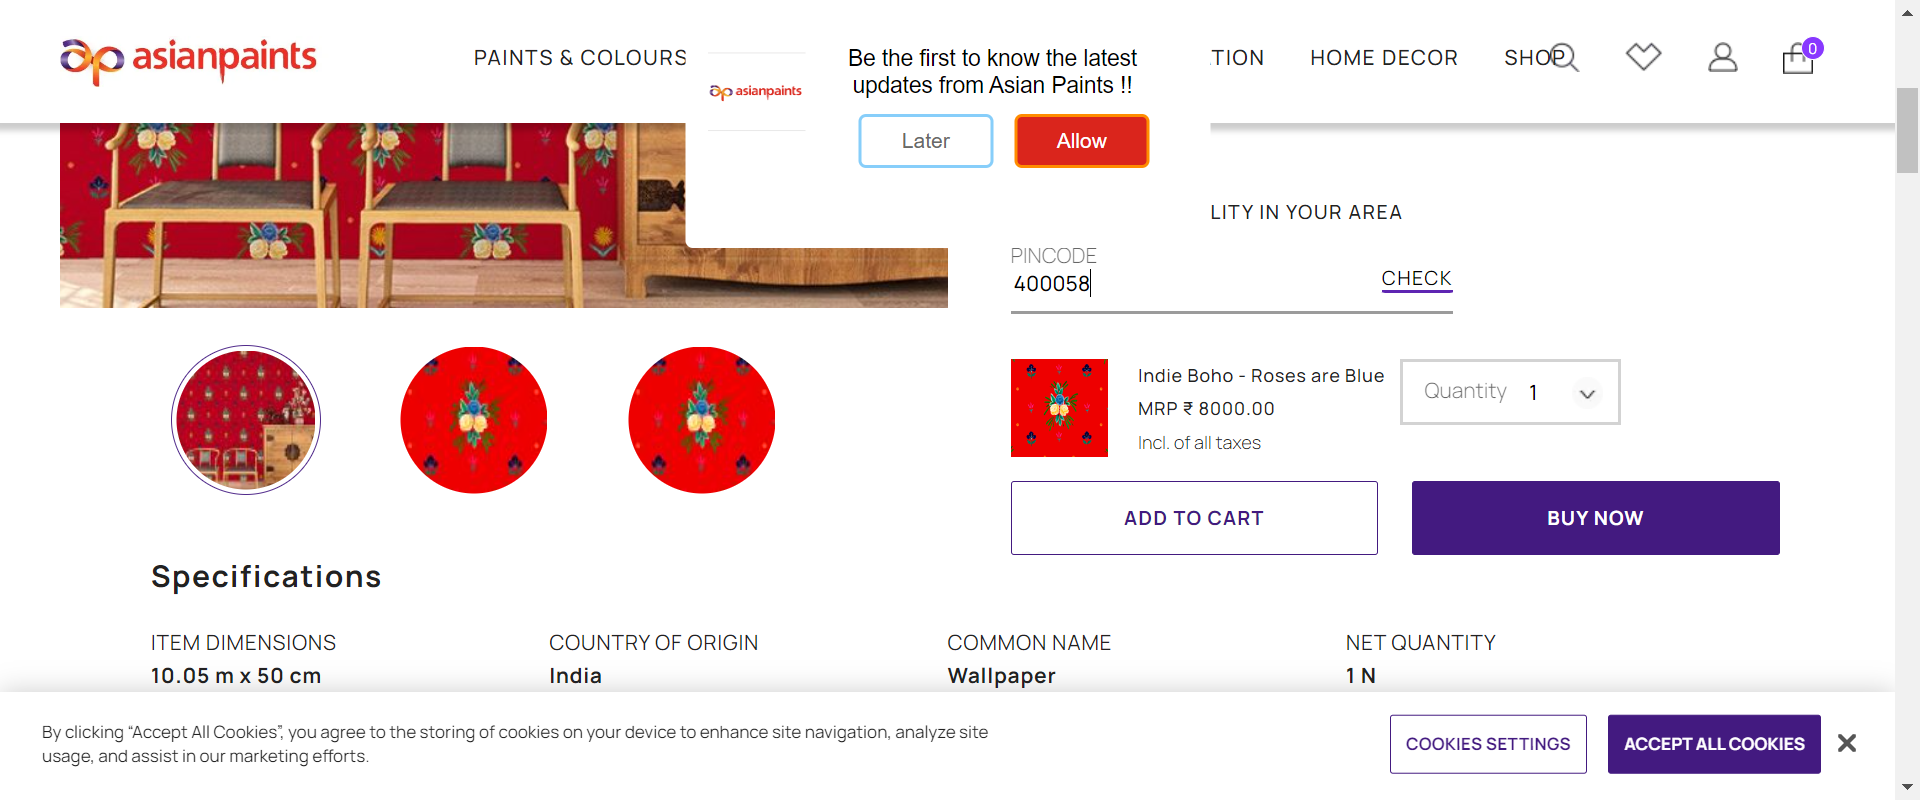 asianpaints
PAINTS & COLOURS
TION
HOME DECOR
SHOP
0
asianpaints
Be the first to know the latest
updates from Asian Paints !!
Later
Allow
LITY IN YOUR AREA
PINCODE
400058
CHECK
Indie Boho - Roses are Blue
MRP ₹ 8000.00
Incl. of all taxes
Quantity 1
ADD TO CART
BUY NOW
Specifications
ITEM DIMENSIONS
10.05 m x 50 cm
COUNTRY OF ORIGIN
India
COMMON NAME
Wallpaper
NET QUANTITY
1 N
By clicking “Accept All Cookies”, you agree to the storing of cookies on your device to enhance site navigation, analyze site
usage, and assist in our marketing efforts.
COOKIES SETTINGS
ACCEPT ALL COOKIES